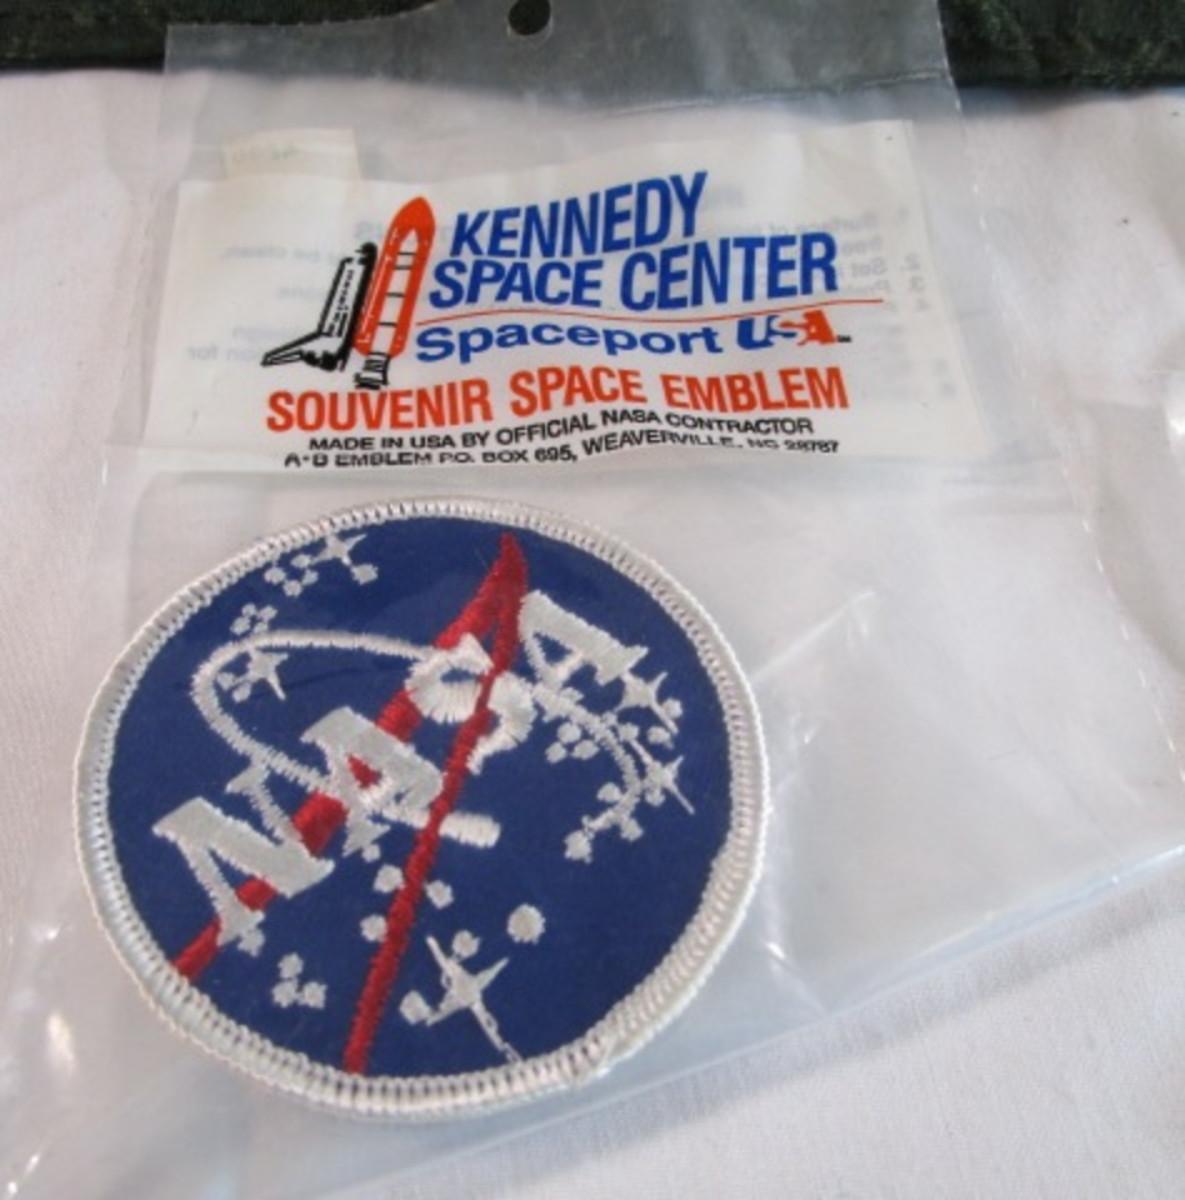 KENNEDY
SPACE CENTER
Spaceport USA™
SOUVENIR SPACE EMBLEM
MADE IN USA BY OFFICIAL NASA CONTRACTOR
A-B EMBLEM P.O. BOX 695, WEAVERVILLE, NC 28787
NASA